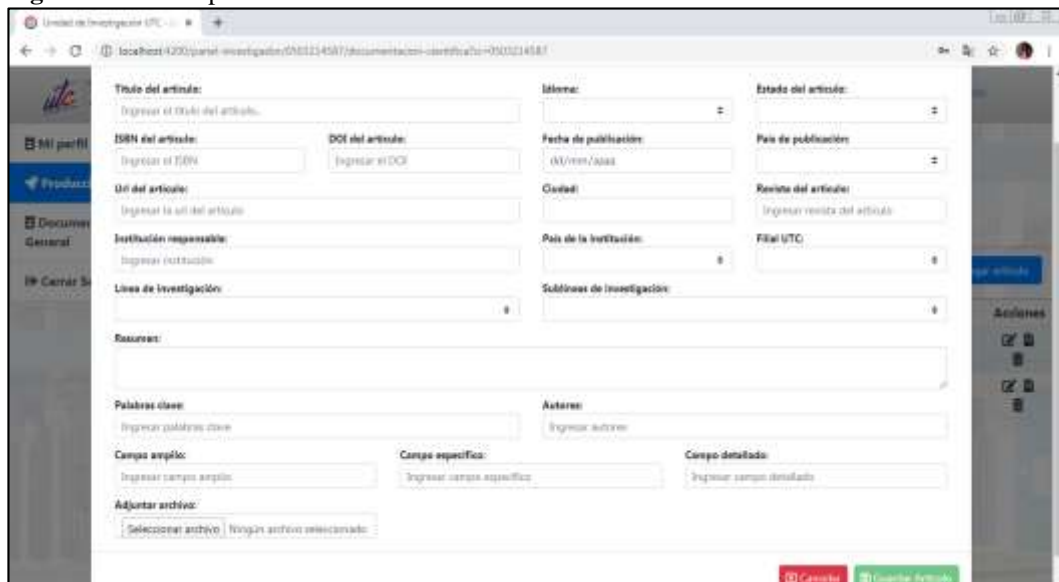 Unidad de Investigación UTC
localhost:4200/panel-investigador/0503214587/documentacion-cientifica?c=0503214587
utc
Mi perfil
Título del artículo:
Ingresar el título del artículo.
Idioma:
Estado del artículo:
ISBN del artículo:
Ingresar el ISBN
DOI del artículo:
Ingresar el DOI
Fecha de publicación:
dd/mm/aaaa
País de publicación:
Producci
Url del artículo:
Ingresar la url del artículo
Ciudad:
Revista del artículo:
Ingresar revista del artículo
Documen
General
Institución responsable:
Ingresar institución
País de la institución:
Filial UTC:
Cerrar Se
Línea de investigación:
Sublíneas de investigación:
artículo
Acciones
Resumen:
Palabras clave:
Ingresar palabras clave
Autores:
Ingresar autores
Campo amplio:
Ingresar campo amplio
Campo específico:
Ingresar campo específico
Campo detallado:
Ingresar campo detallado
Adjuntar archivo:
Seleccionar archivo Ningún archivo seleccionado
Cancelar
Guardar Artículo